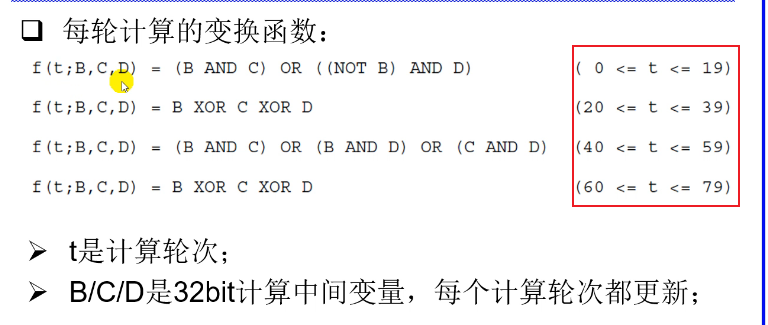 每轮计算的变换函数：
f(t;B,C,D) = (B AND C) OR ((NOT B) AND D) ( 0 <= t <= 19)
f(t;B,C,D) = B XOR C XOR D (20 <= t <= 39)
f(t;B,C,D) = (B AND C) OR (B AND D) OR (C AND D) (40 <= t <= 59)
f(t;B,C,D) = B XOR C XOR D (60 <= t <= 79)
t是计算轮次；
B/C/D是32bit计算中间变量，每个计算轮次都更新；